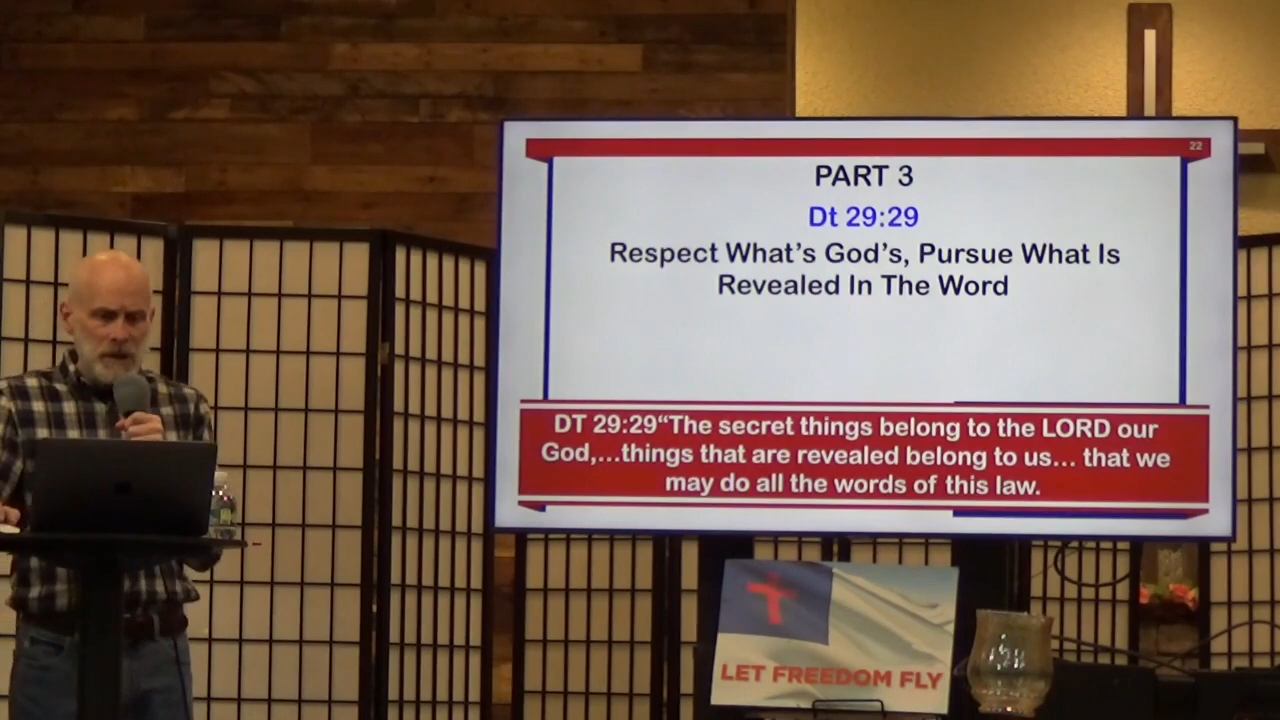 22
PART 3
Dt 29:29
Respect What's God's, Pursue What Is
Revealed In The Word
DT 29:29“The secret things belong to the LORD our
God,...things that are revealed belong to us... that we
may do all the words of this law.
LET FREEDOM FLY